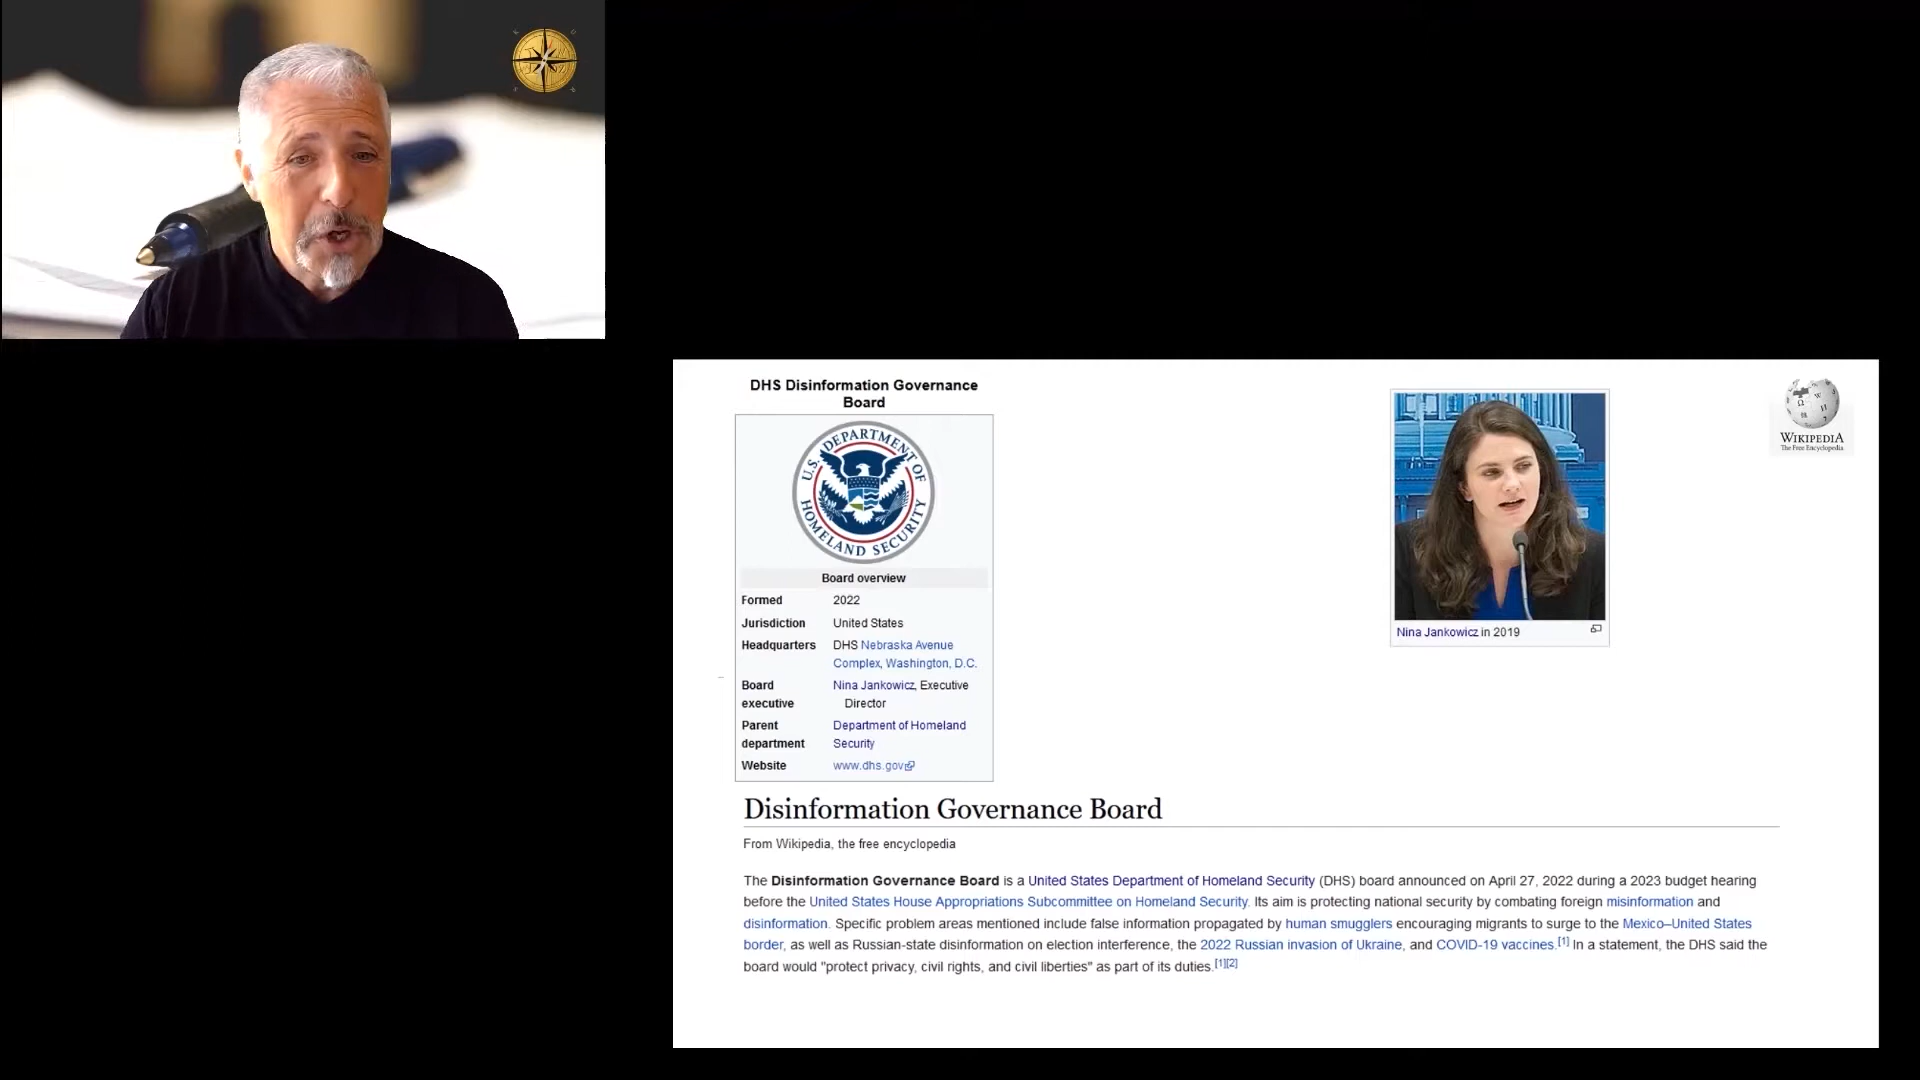 DHS Disinformation Governance
Board
U.S. DEPARTMENT OF
HOMELAND SECURITY
Board overview
Formed 2022
Jurisdiction United States
Headquarters DHS Nebraska Avenue
Complex, Washington, D.C.
Board Nina Jankowicz, Executive
executive Director
Parent Department of Homeland
department Security
Website www.dhs.gov
Nina Jankowicz in 2019
WIKIPEDIA
The Free Encyclopedia
Disinformation Governance Board
From Wikipedia, the free encyclopedia
The Disinformation Governance Board is a United States Department of Homeland Security (DHS) board announced on April 27, 2022 during a 2023 budget hearing
before the United States House Appropriations Subcommittee on Homeland Security. Its aim is protecting national security by combating foreign misinformation and
disinformation. Specific problem areas mentioned include false information propagated by human smugglers encouraging migrants to surge to the Mexico–United States
border, as well as Russian-state disinformation on election interference, the 2022 Russian invasion of Ukraine, and COVID-19 vaccines.[1] In a statement, the DHS said the
board would "protect privacy, civil rights, and civil liberties" as part of its duties.[1][2]